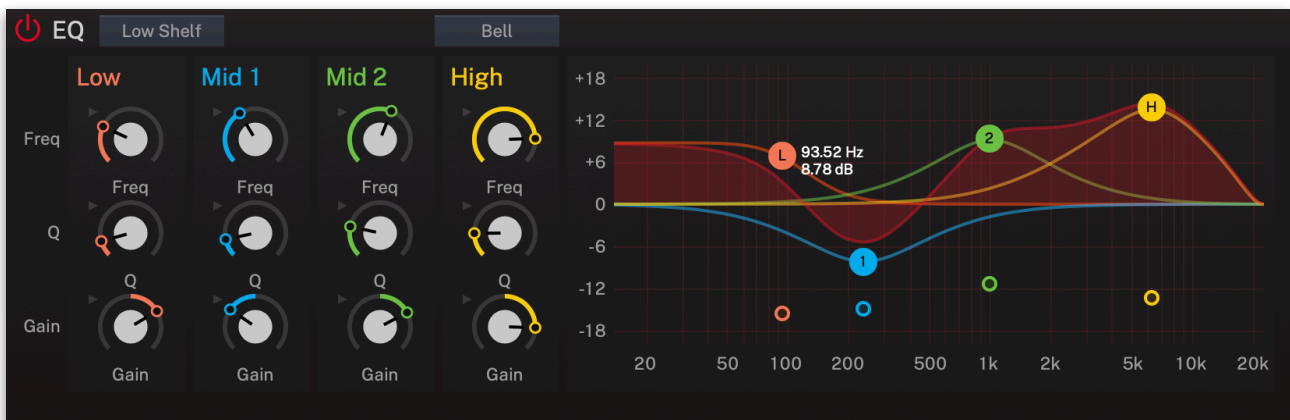 EQ Low Shelf Bell
Low Mid 1 Mid 2 High
Freq
Freq Freq Freq Freq
Q
Q Q Q Q
Gain
Gain Gain Gain Gain
+18
+12
+6
0
-6
-12
-18
H
2
L
93.52 Hz
8.78 dB
1
20 50 100 200 500 1k 2k 5k 10k 20k